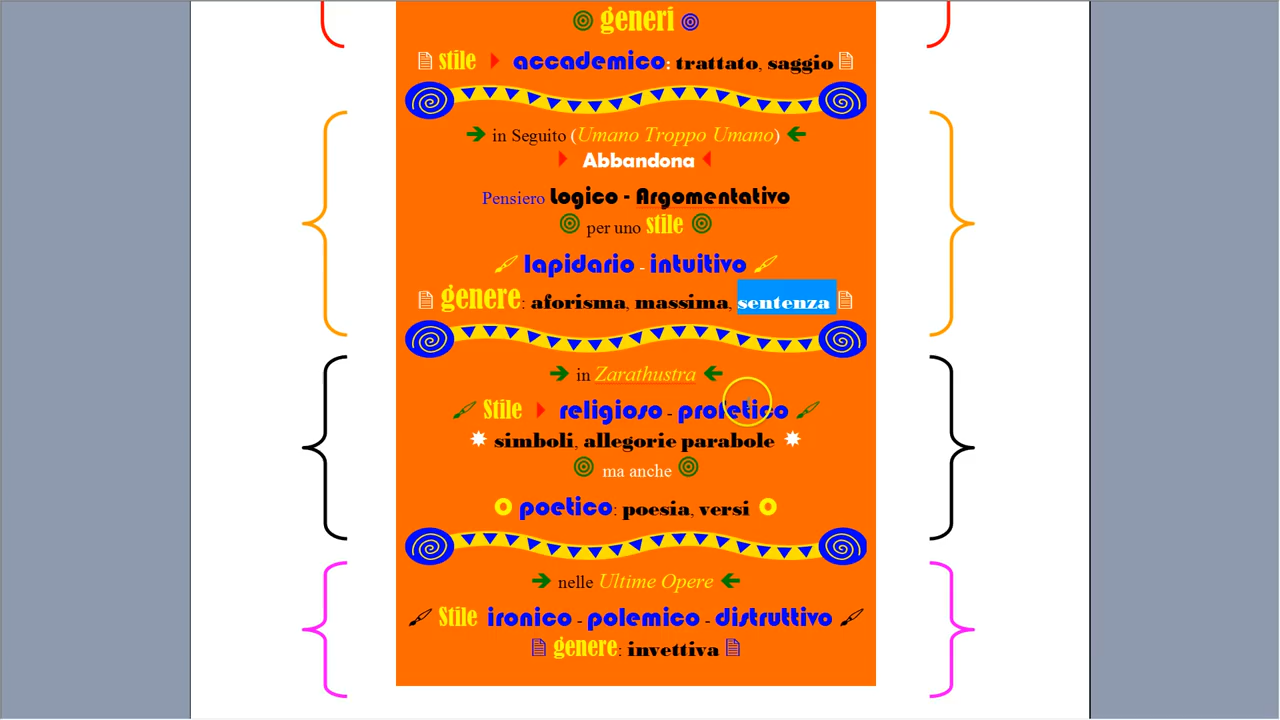 generi
stile accademico: trattato, saggio
in Seguito (Umano Troppo Umano)
Abbandona
Pensiero Logico - Argomentativo
per uno stile
lapidario - intuitivo
genere: aforisma, massima, sentenza
in Zarathustra
Stile religioso - profetico
simboli, allegorie parabole
ma anche
poetico: poesia, versi
nelle Ultime Opere
Stile ironico - polemico - distruttivo
genere: invettiva